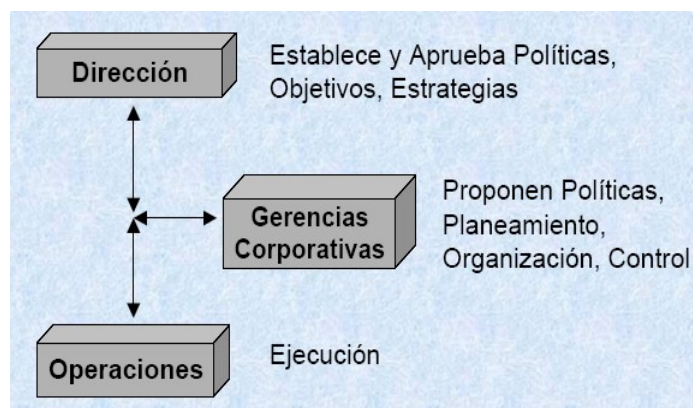 Dirección
Establece y Aprueba Políticas,
Objetivos, Estrategias
Gerencias
Corporativas
Proponen Políticas,
Planeamiento,
Organización, Control
Operaciones
Ejecución